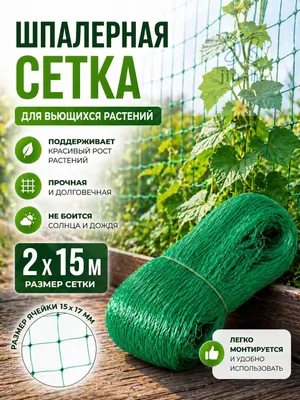 ШПАЛЕРНАЯ
СЕТКА
ДЛЯ ВЬЮЩИХСЯ РАСТЕНИЙ
ПОДДЕРЖИВАЕТ
КРАСИВЫЙ РОСТ
РАСТЕНИЙ
ПРОЧНАЯ
И ДОЛГОВЕЧНАЯ
НЕ БОИТСЯ
СОЛНЦА И ДОЖДЯ
2 х 15 м
РАЗМЕР СЕТКИ
РАЗМЕР ЯЧЕЙКИ 15 х 17 ММ
ЛЕГКО
МОНТИРУЕТСЯ
И УДОБНО
ИСПОЛЬЗОВАТЬ